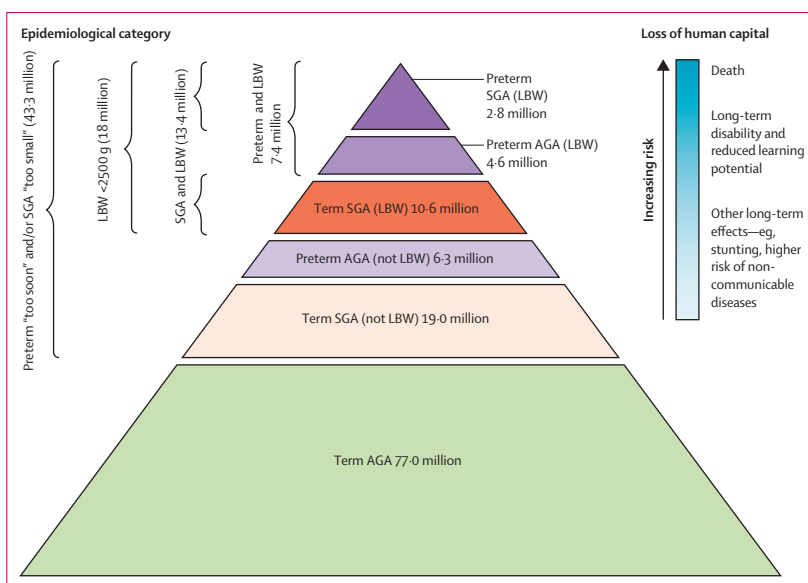 Epidemiological category
Loss of human capital
Preterm “too soon” and/or SGA “too small” (43·3 million)
LBW <2500 g (18 million)
SGA and LBW (13·4 million)
Preterm and LBW
7·4 million
Preterm
SGA (LBW)
2·8 million
Preterm AGA (LBW)
4·6 million
Term SGA (LBW) 10·6 million
Preterm AGA (not LBW) 6·3 million
Term SGA (not LBW) 19·0 million
Term AGA 77·0 million
Increasing risk
Death
Long-term
disability and
reduced learning
potential
Other long-term
effects—eg,
stunting, higher
risk of non-
communicable
diseases